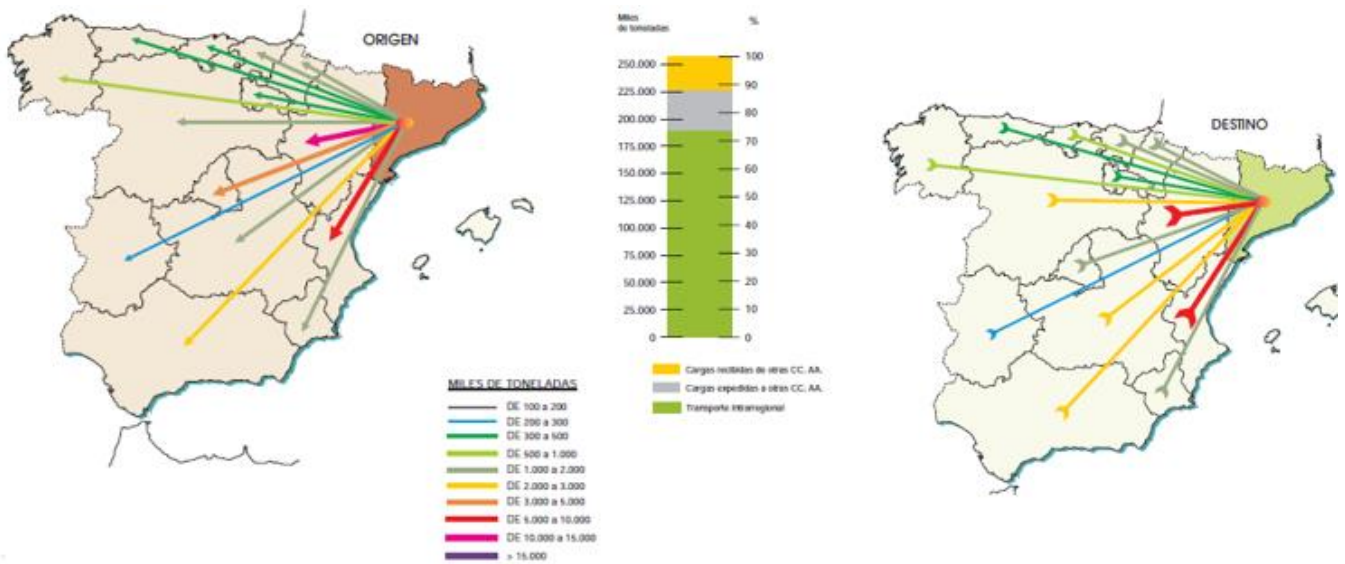 ORIGEN
Miles
de toneladas
%
250.000
225.000
200.000
175.000
150.000
125.000
100.000
75.000
50.000
25.000
0
100
90
80
70
60
50
40
30
20
10
0
Cargas recibidas de otras CC. AA.
Cargas expedidas a otras CC. AA.
Transporte intrarregional
MILES DE TONELADAS
DE 100 a 200
DE 200 a 300
DE 300 a 500
DE 500 a 1.000
DE 1.000 a 2.000
DE 2.000 a 3.000
DE 3.000 a 5.000
DE 5.000 a 10.000
DE 10.000 a 15.000
> 15.000
DESTINO